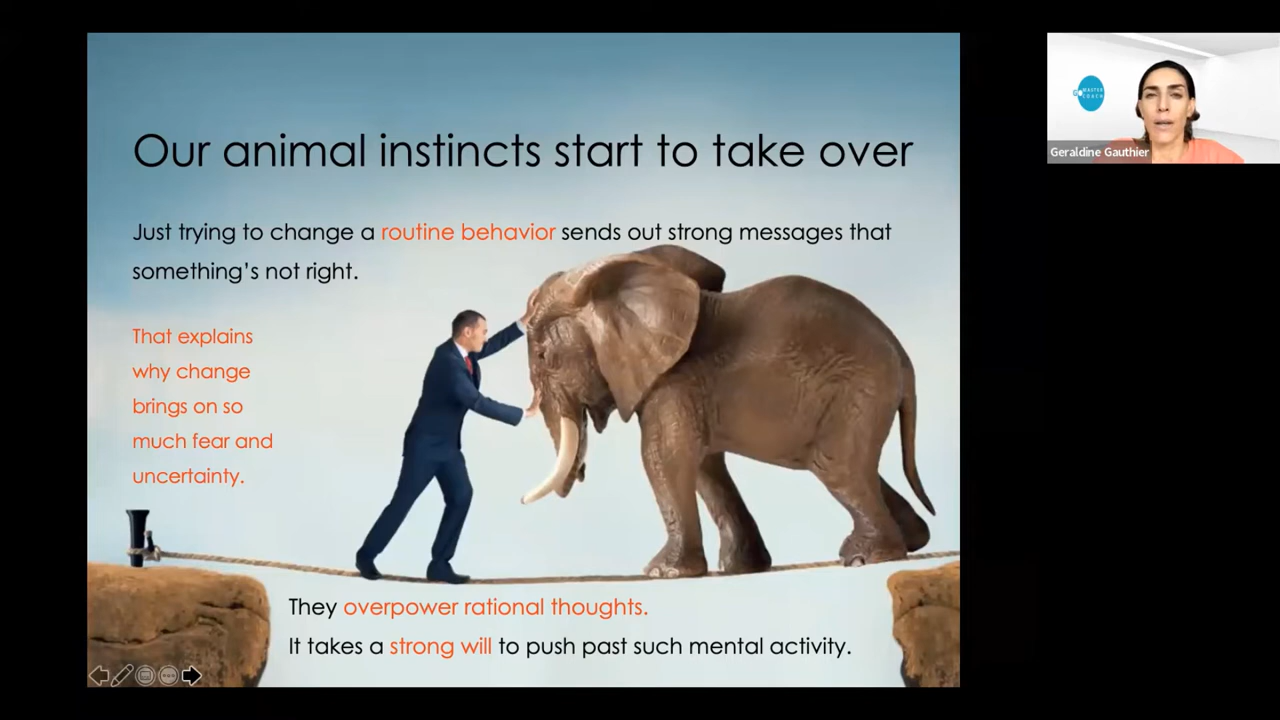 Our animal instincts start to take over
Just trying to change a routine behavior sends out strong messages that
something's not right.
That explains
why change
brings on so
much fear and
uncertainty.
They overpower rational thoughts.
It takes a strong will to push past such mental activity.
MASTER
COACH
Geraldine Gauthier